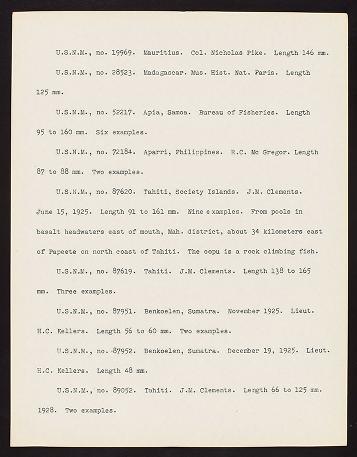 U.S.N.M., no. 19969. Mauritius. Col. Nicholas Pike. Length 146 mm.
U.S.N.M., no. 28523. Madagascar. Mus. Hist. Nat. Paris. Length
125 mm.
U.S.N.M., no. 52217. Apia, Samoa. Bureau of Fisheries. Length
95 to 160 mm. Six examples.
U.S.N.M., no. 72184. Aparri, Philippines. R.C. Mc Gregor. Length
87 to 88 mm. Two examples.
U.S.N.M., no. 87620. Tahiti, Society Islands. J.M. Clements.
June 15, 1925. Length 91 to 161 mm. Nine examples. From pools in
basalt headwaters east of mouth, Mah. district, about 34 kilometers east
of Papeete on north coast of Tahiti. The oopu is a rock climbing fish.
U.S.N.M., no. 87619. Tahiti. J.M. Clements. Length 138 to 165
mm. Three examples.
U.S.N.M., no. 87951. Benkoelen, Sumatra. November 1925. Lieut.
H.C. Kellers. Length 56 to 60 mm. Two examples.
U.S.N.M., no. 87952. Benkoelen, Sumatra. December 19, 1925. Lieut.
H.C. Kellers. Length 48 mm.
U.S.N.M., no. 89052. Tahiti. J.M. Clements. Length 66 to 125 mm.
1928. Two examples.